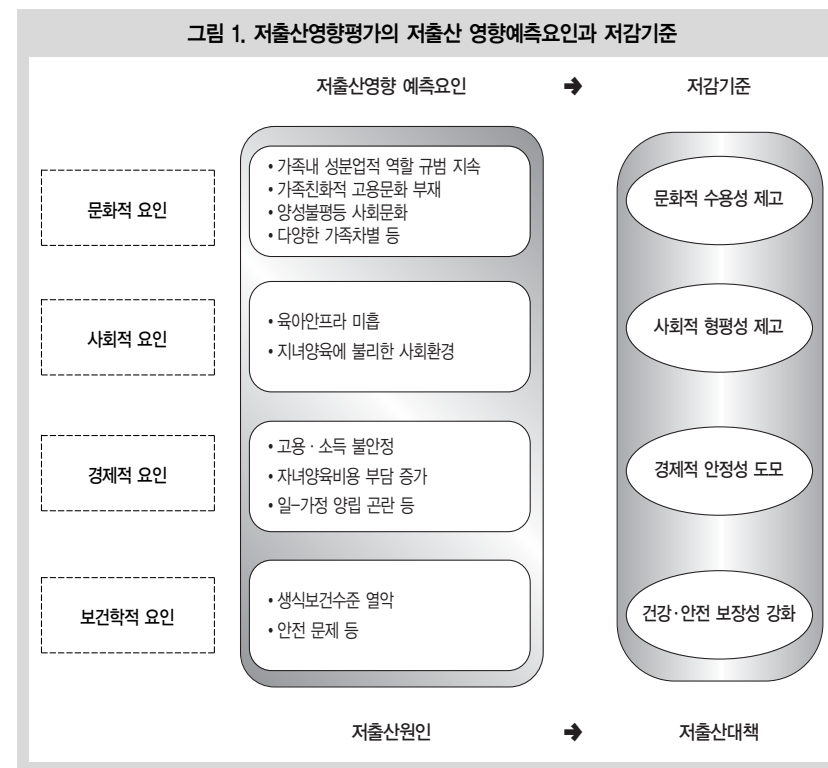 그림 1. 저출산영향평가의 저출산 영향예측요인과 저감기준
저출산영향 예측요인 ➔ 저감기준
문화적 요인
• 가족내 성분업적 역할 규범 지속
• 가족친화적 고용문화 부재
• 양성불평등 사회문화
• 다양한 가족차별 등
문화적 수용성 제고
사회적 요인
• 육아안프라 미흡
• 지녀양육에 불리한 사회환경
사회적 형평성 제고
경제적 요인
• 고용 · 소득 불안정
• 자녀양육비용 부담 증가
• 일-가정 양립 곤란 등
경제적 안정성 도모
보건학적 요인
• 생식보건수준 열악
• 안전 문제 등
건강·안전 보장성 강화
저출산원인 ➔ 저출산대책